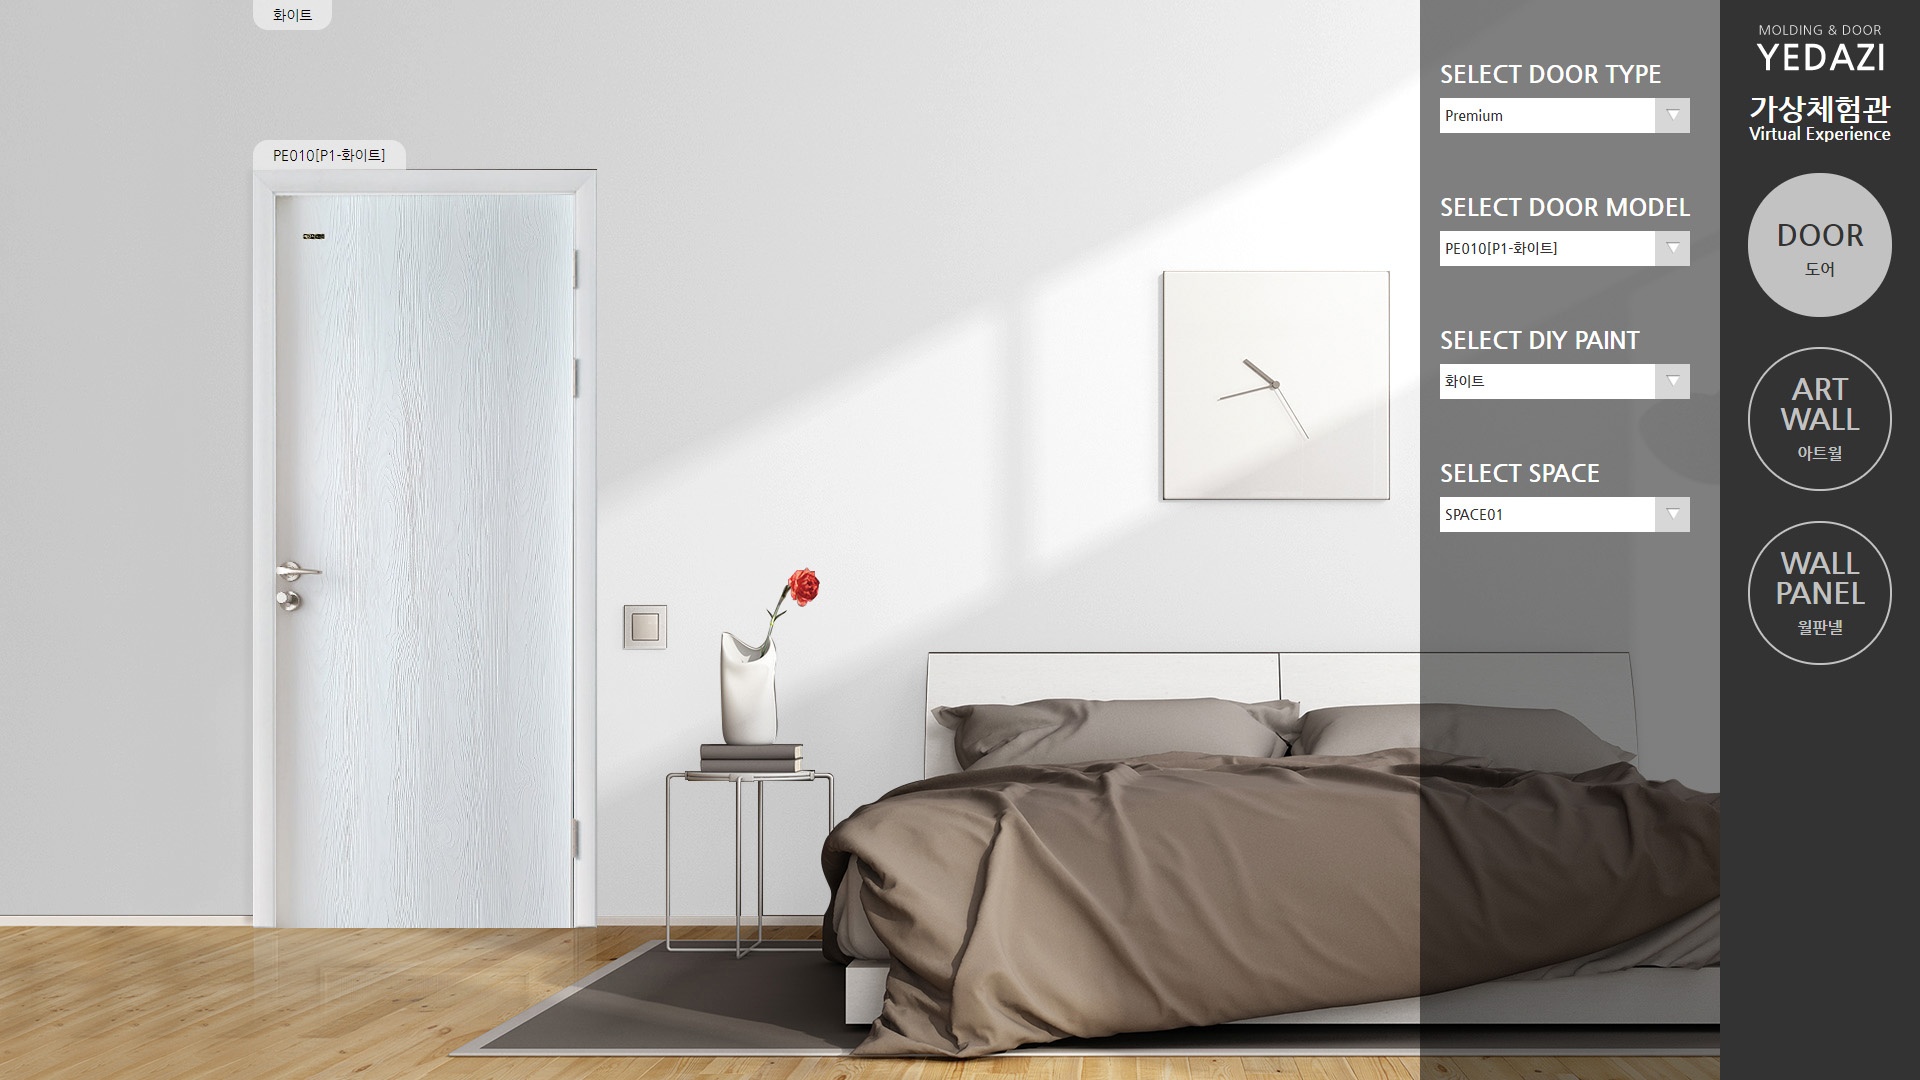 화이트
PE010[P1-화이트]
SELECT DOOR TYPE
Premium
SELECT DOOR MODEL
PE010[P1-화이트]
SELECT DIY PAINT
화이트
SELECT SPACE
SPACE01
MOLDING & DOOR
YEDAZI
가상체험관
Virtual Experience
DOOR
도어
ART
WALL
아트월
WALL
PANEL
월판넬